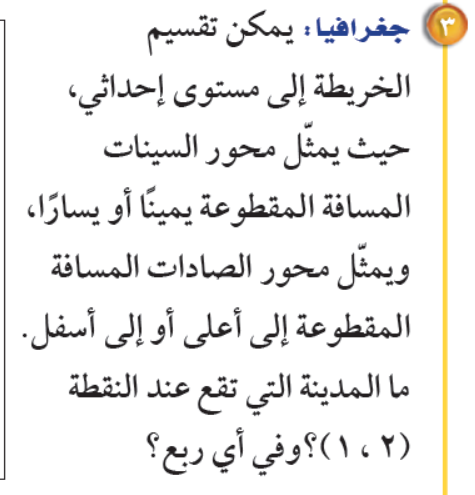 ٣ جغرافيا: يمكن تقسيم
الخريطة إلى مستوى إحداثي،
حيث يمثّل محور السينات
المسافة المقطوعة يمينًا أو يسارًا،
ويمثّل محور الصادات المسافة
المقطوعة إلى أعلى أو إلى أسفل.
ما المدينة التي تقع عند النقطة
(٢ ، ١)؟وفي أي ربع؟